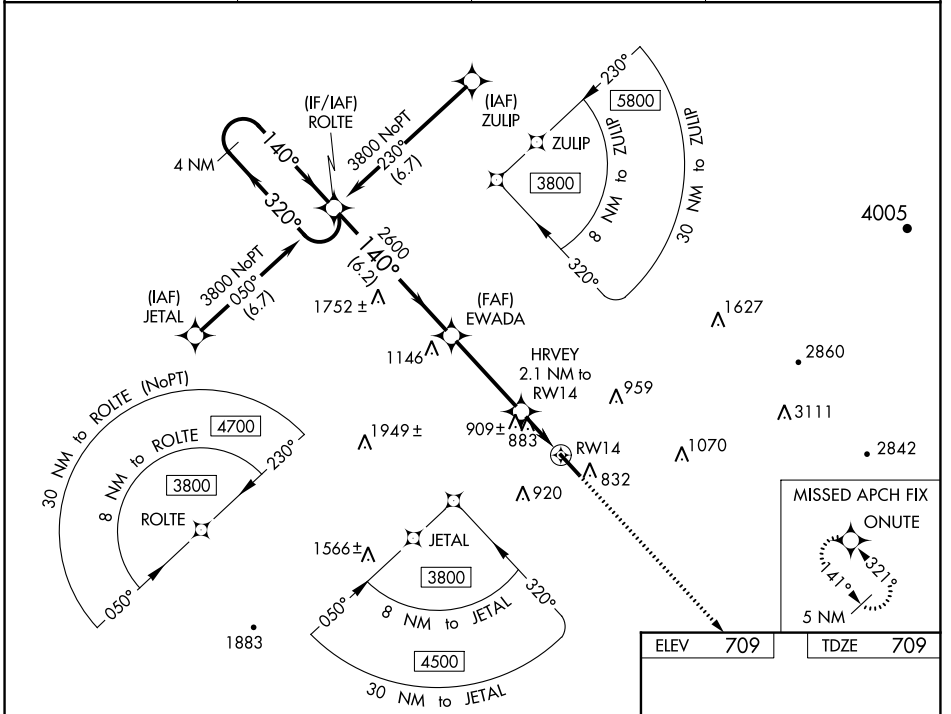 (IF/IAF)
ROLTE
(IAF)
ZULIP
3800 NoPT
230°
(6.7)
4 NM
140°
320°
230°
5800
ZULIP
3800
8 NM to ZULIP
30 NM to ZULIP
320°
4005
3800 NoPT
050°
(6.7)
(IAF)
JETAL
2600
140°
(6.2)
1752 ±
(FAF)
EWADA
1146
1627
2860
HRVEY
2.1 NM to
RW14
959
3111
909±
883
1949 ±
RW14
832
1070
2842
920
30 NM to ROLTE (NoPT)
4700
8 NM to ROLTE
230°
3800
ROLTE
050°
1566 ±
JETAL
3800
050°
320°
8 NM to JETAL
4500
30 NM to JETAL
1883
MISSED APCH FIX
ONUTE
141°
321°
5 NM
ELEV 709
TDZE 709